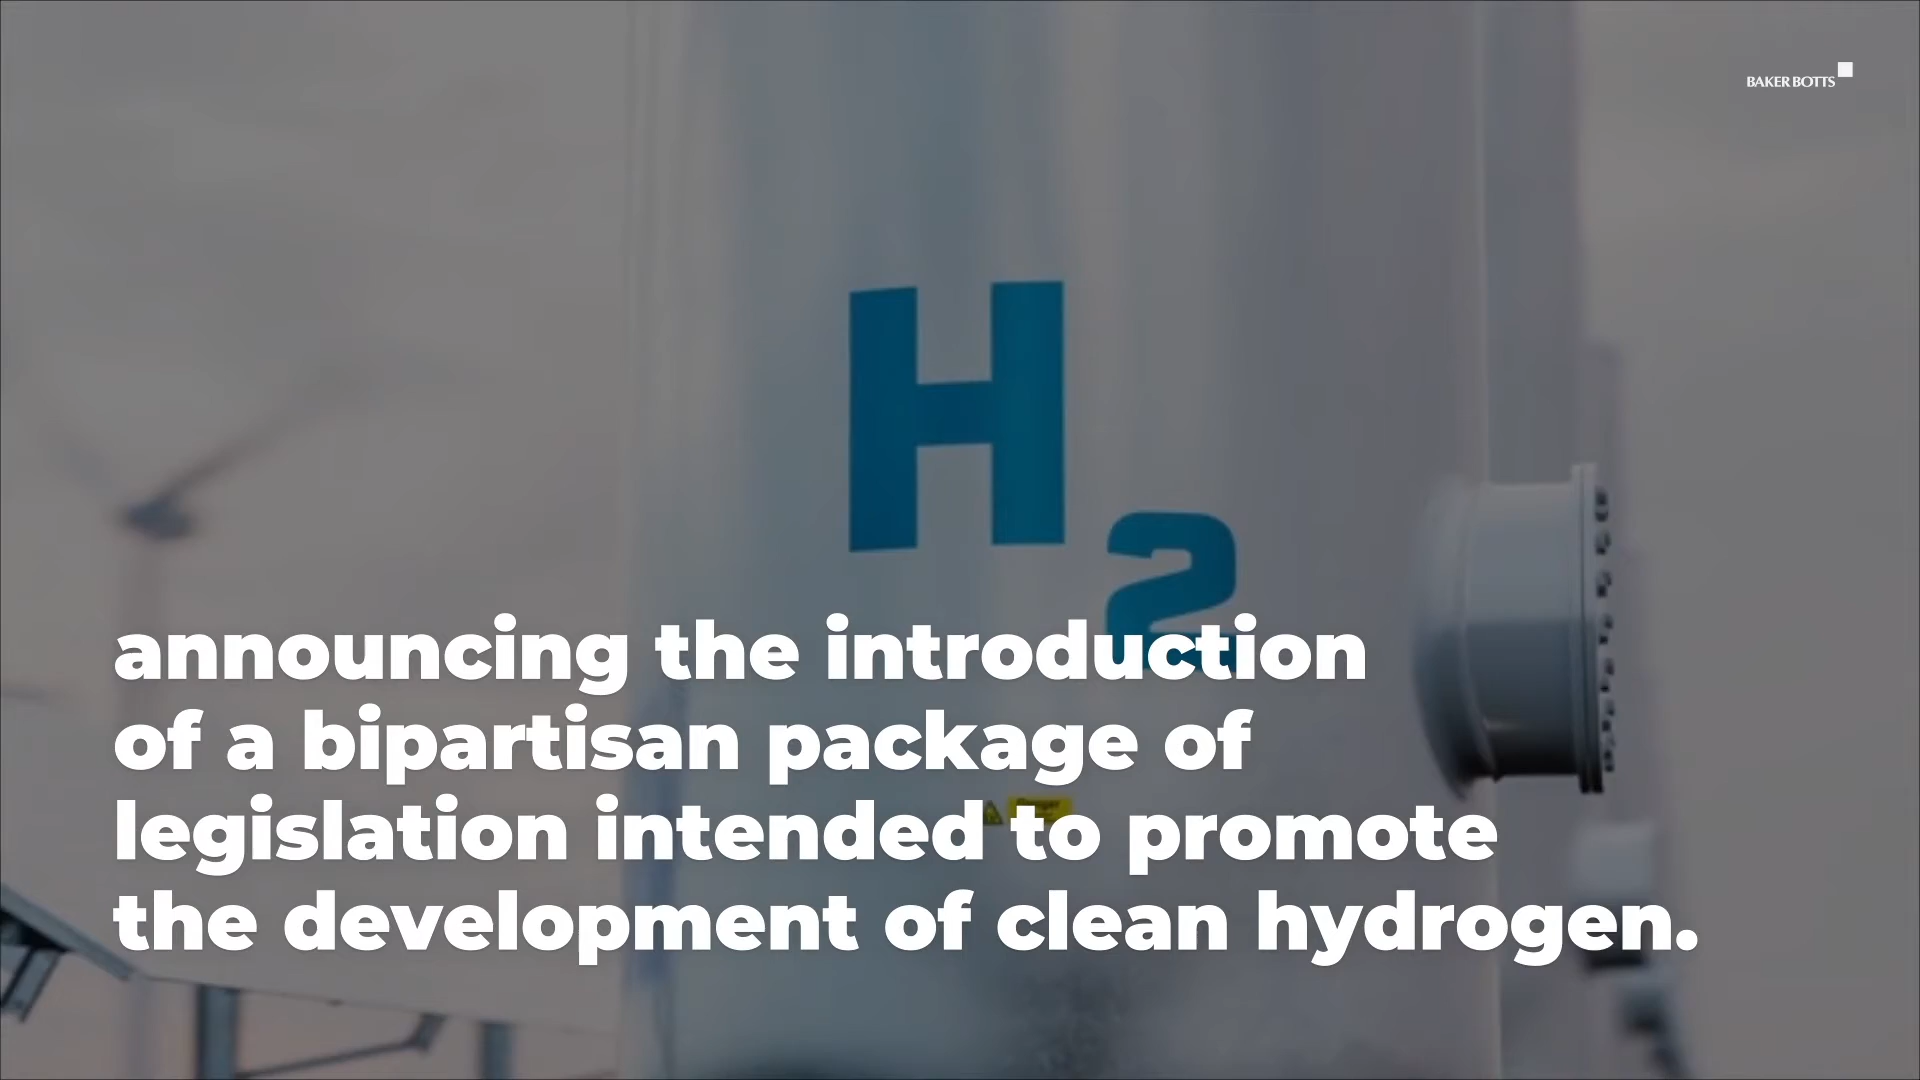 BAKER BOTTS
H2
announcing the introduction
of a bipartisan package of
legislation intended to promote
the development of clean hydrogen.